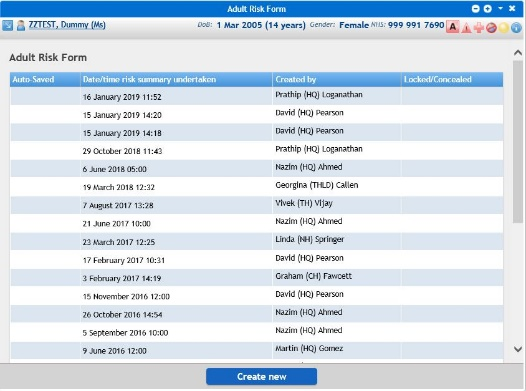 Adult Risk Form
ZZTEST, Dummy (Ms) DoB: 1 Mar 2005 (14 years) Gender: Female NHS: 999 991 7690 A
Adult Risk Form
Auto-Saved Date/time risk summary undertaken Created by Locked/Concealed
16 January 2019 11:52 Prathip (HQ) Loganathan
15 January 2019 14:20 David (HQ) Pearson
15 January 2019 14:18 David (HQ) Pearson
29 October 2018 11:43 Prathip (HQ) Loganathan
6 June 2018 05:00 Nazim (HQ) Ahmed
19 March 2018 12:32 Georgina (THLD) Callen
7 August 2017 13:28 Vivek (TH) Vijay
21 June 2017 10:00 Nazim (HQ) Ahmed
23 March 2017 12:25 Linda (NH) Springer
17 February 2017 10:31 David (HQ) Pearson
3 February 2017 14:19 Graham (CH) Fawcett
15 November 2016 12:00 David (HQ) Pearson
26 October 2016 14:54 Nazim (HQ) Ahmed
5 September 2016 10:00 Nazim (HQ) Ahmed
9 June 2016 12:00 Martin (HQ) Gomez
Create new